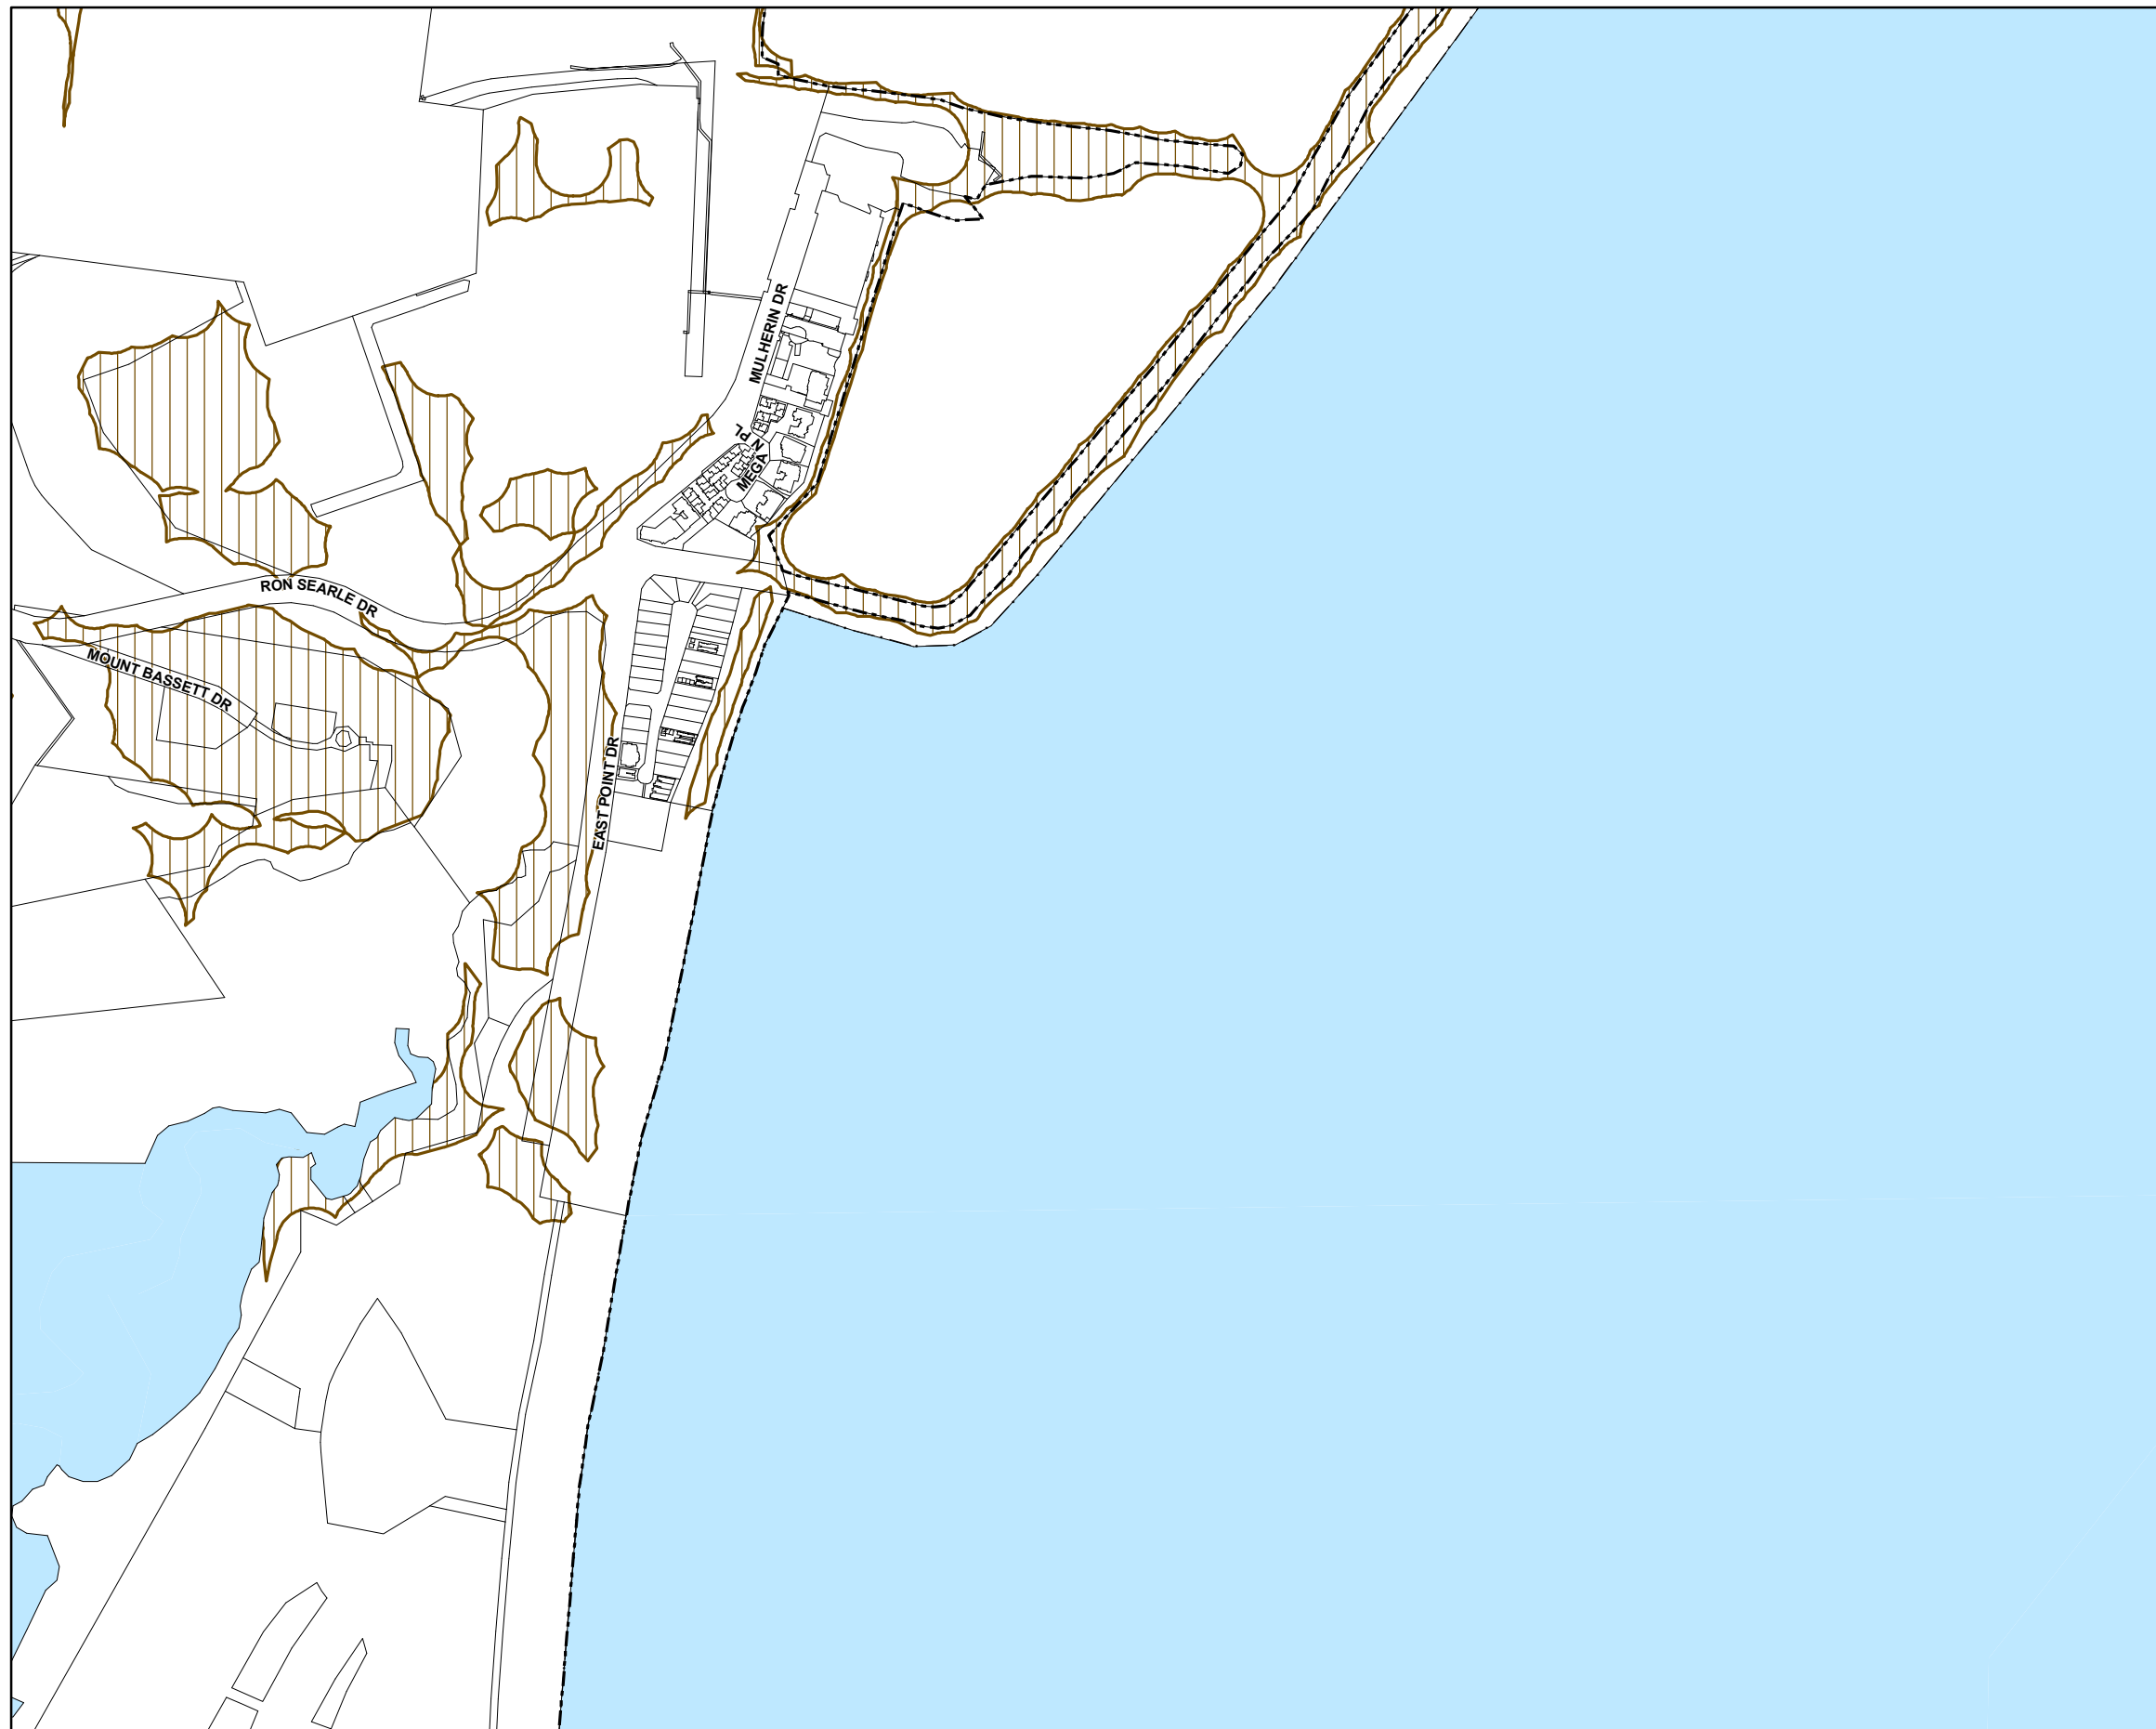 MULHERIN DR
MEGA
N PL
RON SEARLE DR
MOUNT BASSETT DR
EAST POINT DR